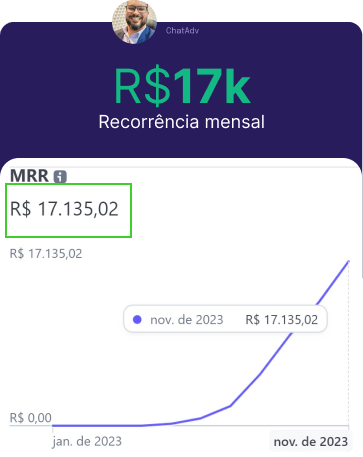 ChatAdv
R$17k
Recorrência mensal
MRR i
R$ 17.135,02
R$ 17.135,02
nov. de 2023 R$ 17.135,02
R$ 0,00
jan. de 2023 nov. de 2023